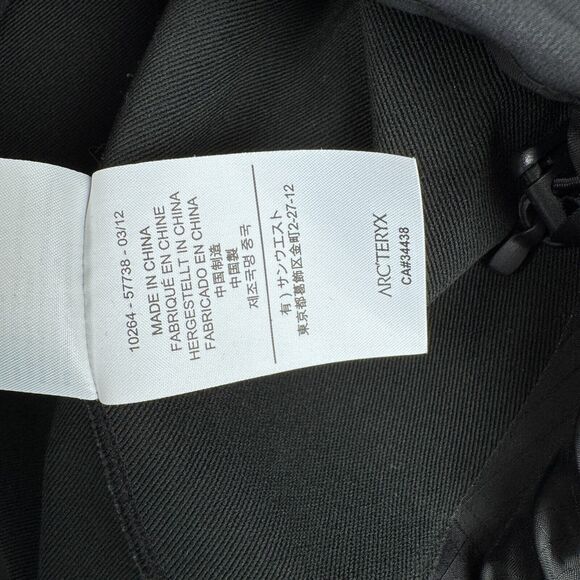 10264 - 57738 - 03/12
MADE IN CHINA
FABRIQUÉ EN CHINE
HERGESTELLT IN CHINA
FABRICADO EN CHINA
中国制造
中国製
제조국명 중국
有）サンウエスト
東京都葛飾区金町2-27-12
ARC'TERYX
CA#34438